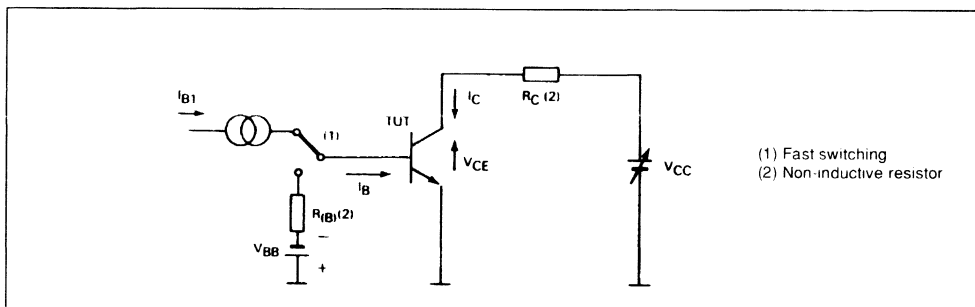 I_B1
(1)
TUT
I_C
R_C (2)
V_CE
V_CC
I_B
R_(B) (2)
−
V_BB
+
(1) Fast switching
(2) Non-inductive resistor